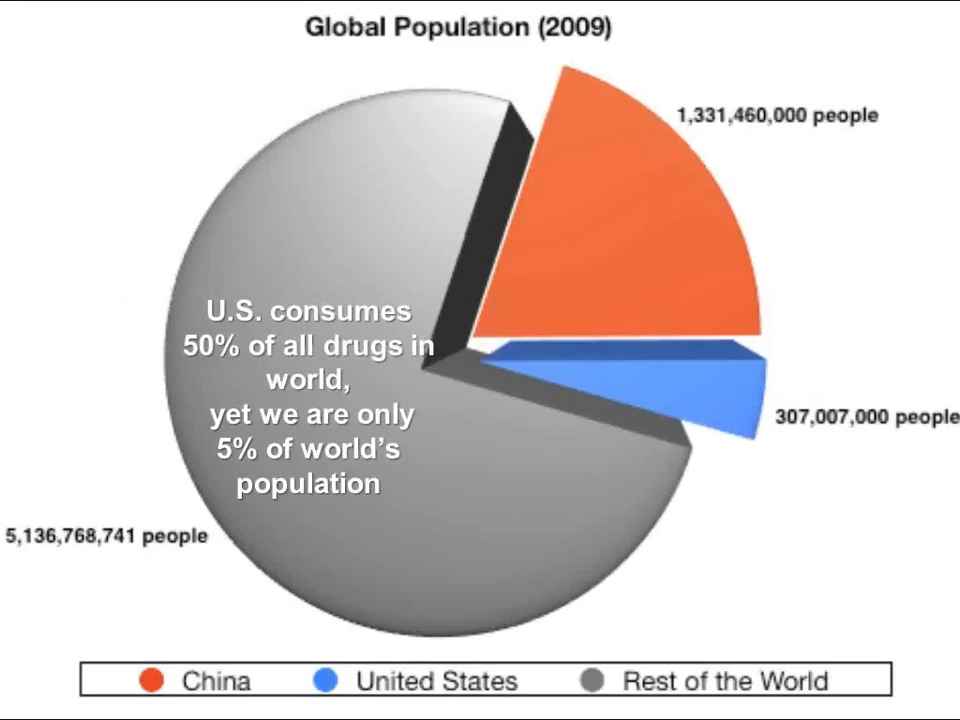 Global Population (2009)
1,331,460,000 people
U.S. consumes
50% of all drugs in
world,
yet we are only
5% of world's
population
307,007,000 people
5,136,768,741 people
China United States Rest of the World